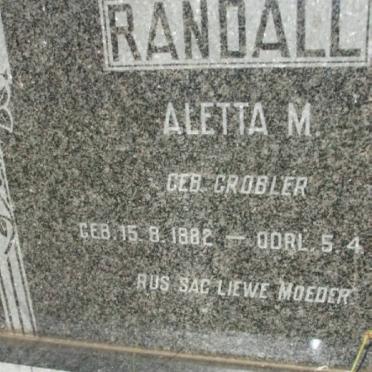 RANDALL
ALETTA M.
GEB. GROBLER
GEB. 15. 8. 1882 — OORL. 5. 4
RUS SAG LIEWE MOEDER